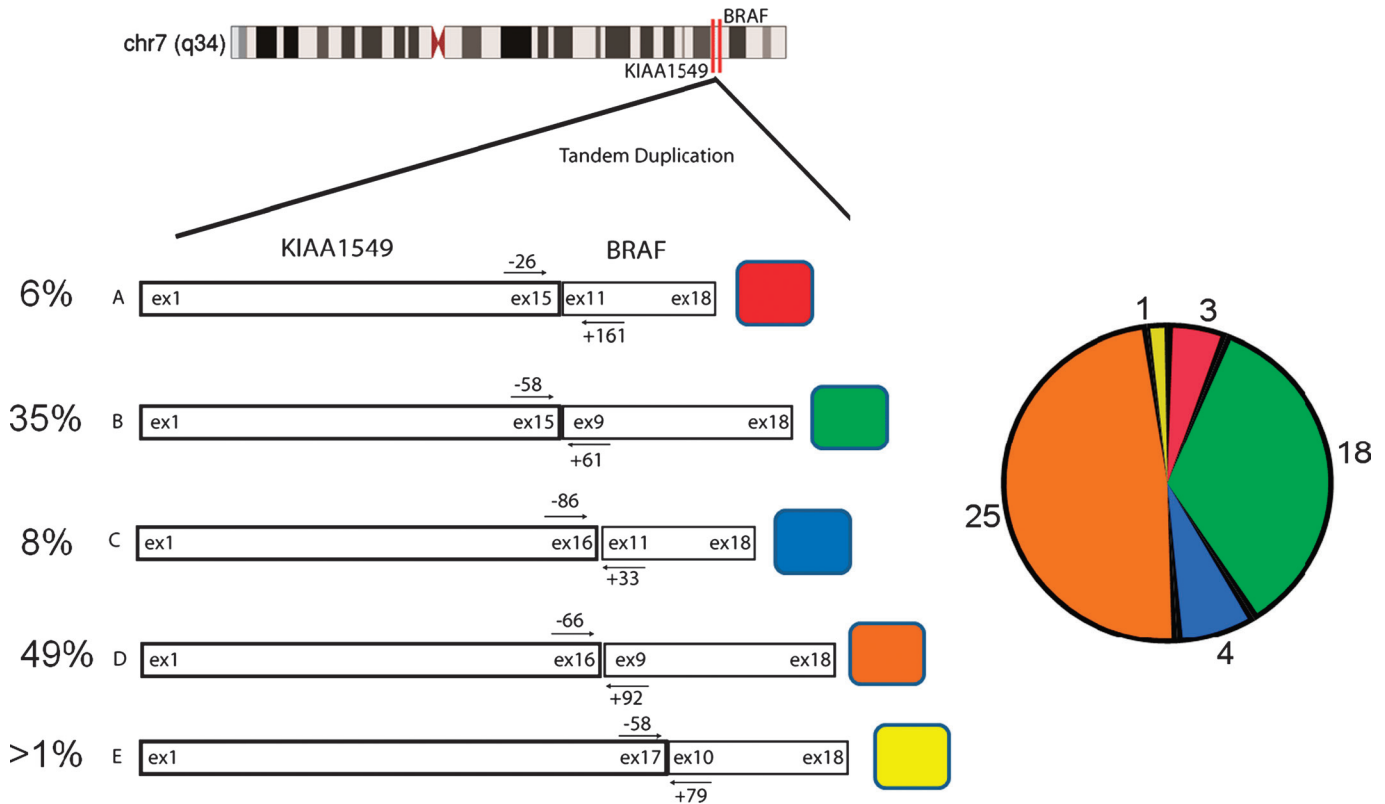 BRAF
chr7 (q34)
KIAA1549
Tandem Duplication
KIAA1549 BRAF
-26
6% A ex1 ex15 ex11 ex18
+161
-58
35% B ex1 ex15 ex9 ex18
+61
-86
8% C ex1 ex16 ex11 ex18
+33
-66
49% D ex1 ex16 ex9 ex18
+92
-58
>1% E ex1 ex17 ex10 ex18
+79
1 3
18
25
4